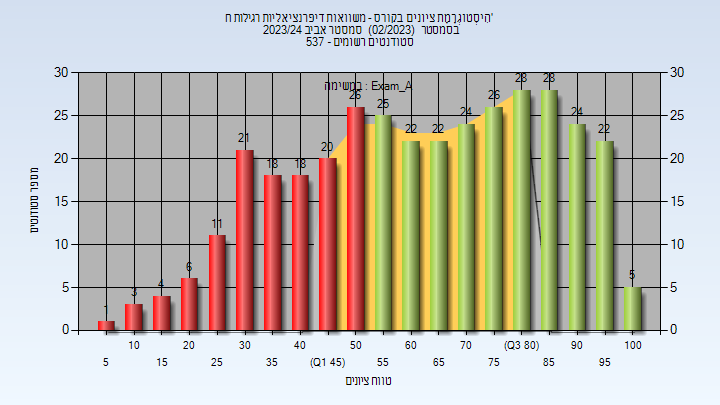 הִיסְטוֹגְרָמַת ציונים בקורס - משוואות דיפרנציאליות רגילות ח'
בסמסטר (02/2023) סמסטר אביב 2023/24
סטודנטים רשומים - 537
במשימה : Exam_A
30 30
25 25
20 20
15 15
10 10
5 5
0 0
1 3 4 6 11 21 18 18 20 26 25 22 22 24 26 28 28 24 22 5
מספר סטודנטים
10 20 30 40 50 60 70 (Q3 80) 90 100
5 15 25 35 (Q1 45) 55 65 75 85 95
טווח ציונים